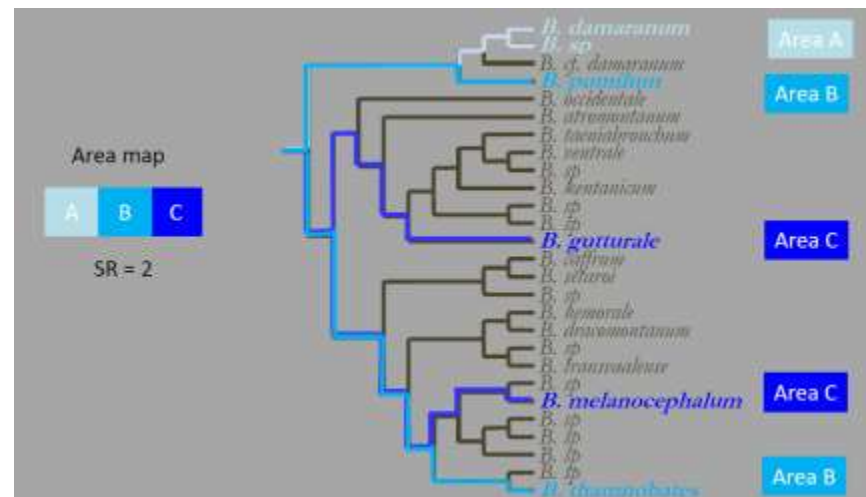 B. damaranum
Area A
B. sp
B. cf. damaranum
B. pumilum
Area B
B. occidentale
B. atromontanum
B. taeniabronchum
B. ventrale
B. sp
B. kentanicum
B. sp
B. sp
B. gutturale
Area C
B. caffrum
B. setaroi
B. sp
B. hemorale
B. dracomontanum
B. sp
B. transvaalense
B. sp
B. melanocephalum
Area C
B. sp
B. sp
B. sp
B. sp
B. thamnobates
Area B
Area map
A B C
SR = 2